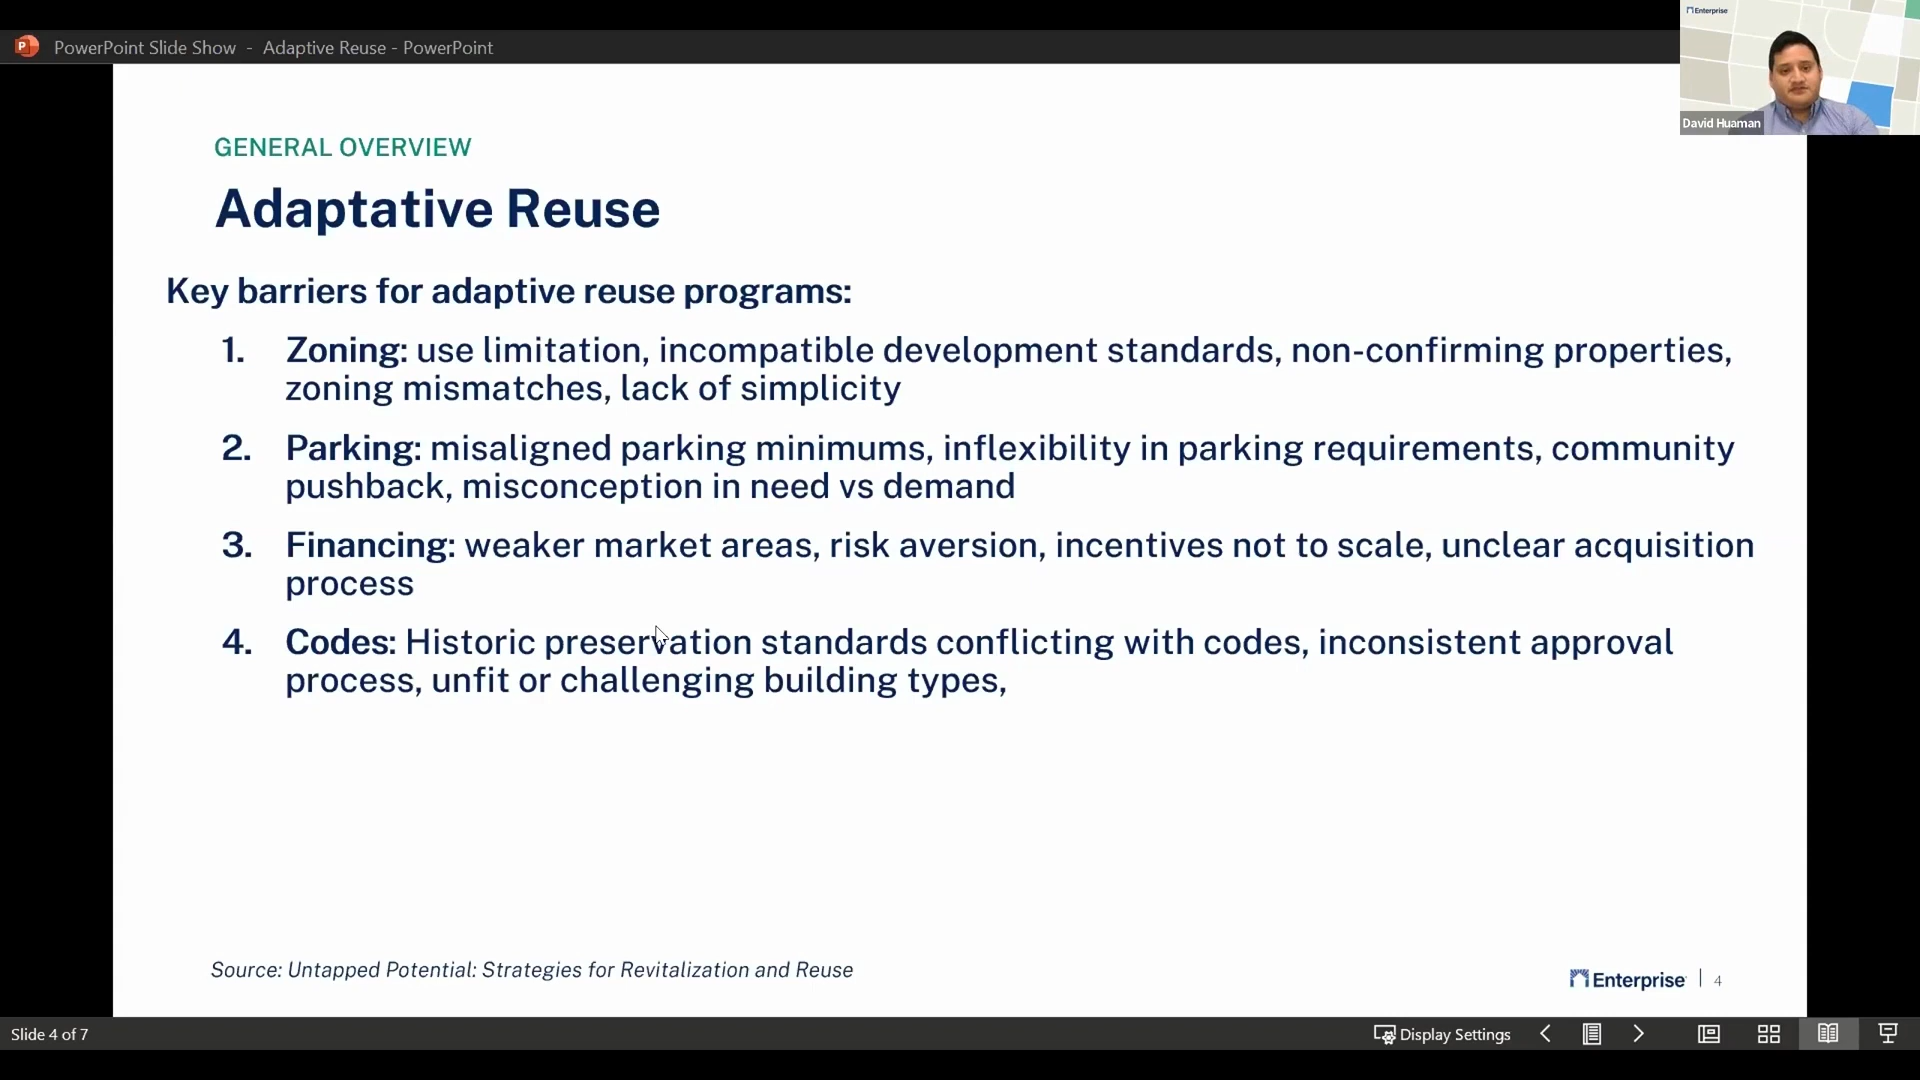 PowerPoint Slide Show - Adaptive Reuse - PowerPoint
Enterprise
David Huaman
GENERAL OVERVIEW
Adaptative Reuse
Key barriers for adaptive reuse programs:
1. Zoning: use limitation, incompatible development standards, non-confirming properties,
zoning mismatches, lack of simplicity
2. Parking: misaligned parking minimums, inflexibility in parking requirements, community
pushback, misconception in need vs demand
3. Financing: weaker market areas, risk aversion, incentives not to scale, unclear acquisition
process
4. Codes: Historic preservation standards conflicting with codes, inconsistent approval
process, unfit or challenging building types,
Source: Untapped Potential: Strategies for Revitalization and Reuse
Enterprise | 4
Slide 4 of 7
Display Settings